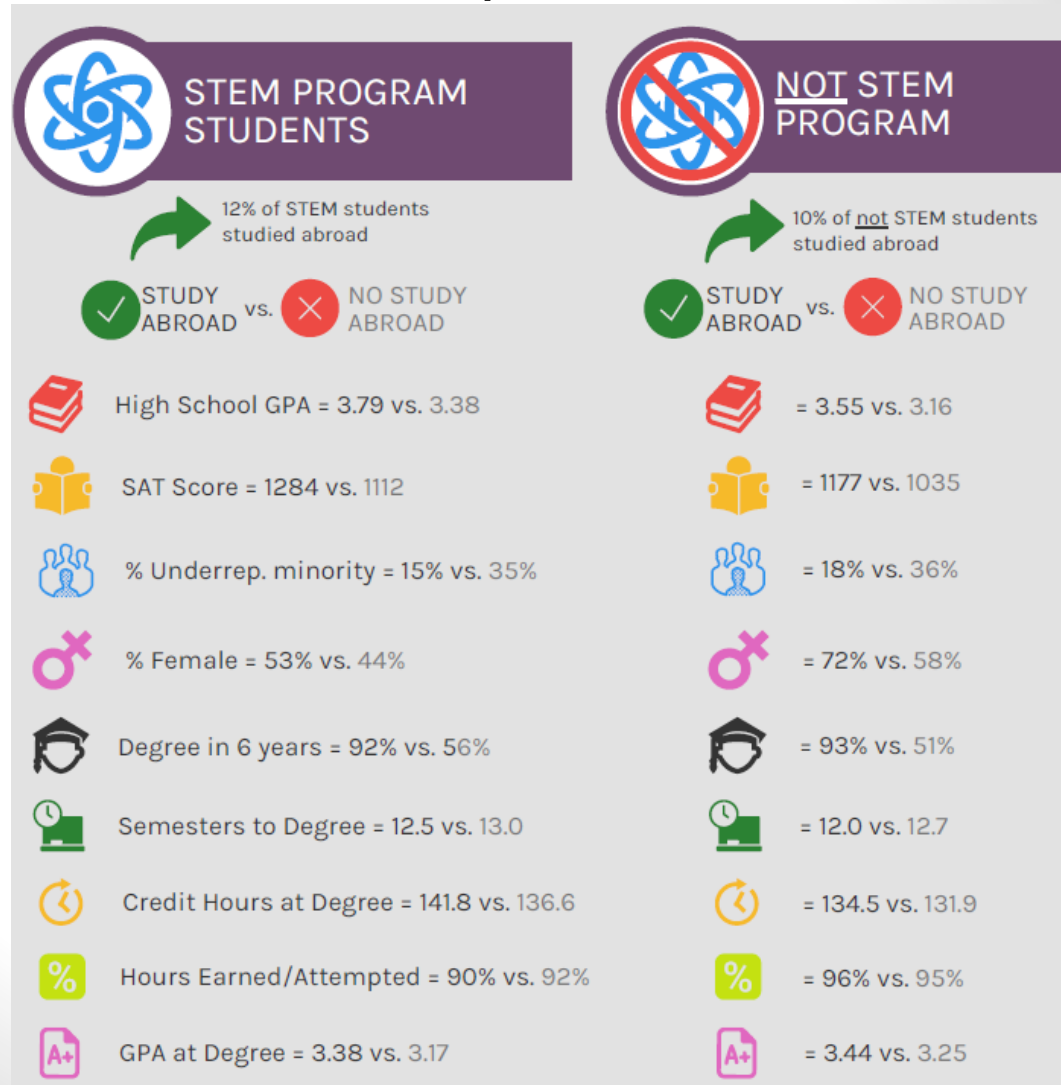 STEM PROGRAM
STUDENTS
12% of STEM students
studied abroad
STUDY
ABROAD
vs.
NO STUDY
ABROAD
High School GPA = 3.79 vs. 3.38
SAT Score = 1284 vs. 1112
% Underrep. minority = 15% vs. 35%
% Female = 53% vs. 44%
Degree in 6 years = 92% vs. 56%
Semesters to Degree = 12.5 vs. 13.0
Credit Hours at Degree = 141.8 vs. 136.6
%
Hours Earned/Attempted = 90% vs. 92%
A+
GPA at Degree = 3.38 vs. 3.17
NOT STEM
PROGRAM
10% of not STEM students
studied abroad
STUDY
ABROAD
vs.
NO STUDY
ABROAD
= 3.55 vs. 3.16
= 1177 vs. 1035
= 18% vs. 36%
= 72% vs. 58%
= 93% vs. 51%
= 12.0 vs. 12.7
= 134.5 vs. 131.9
%
= 96% vs. 95%
A+
= 3.44 vs. 3.25